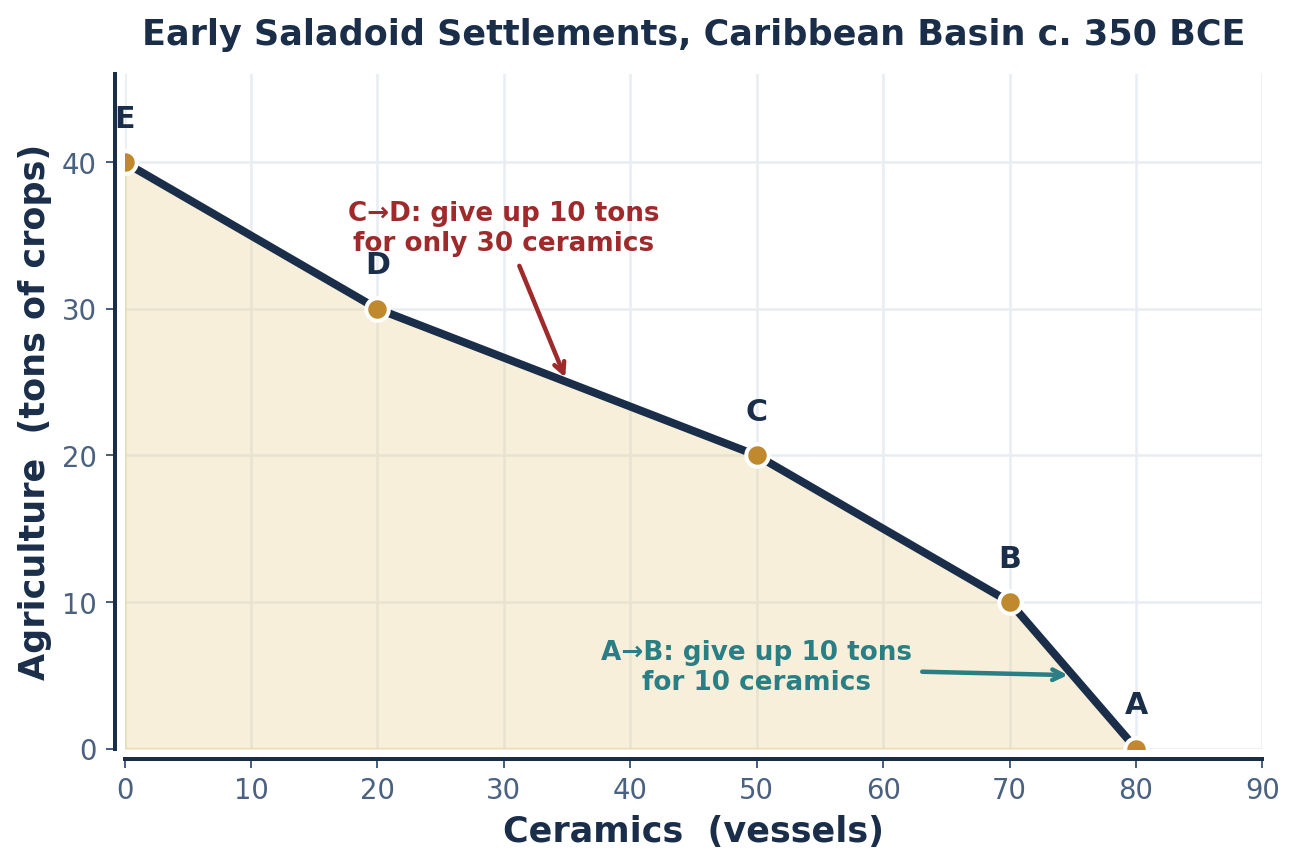 Early Saladoid Settlements, Caribbean Basin c. 350 BCE
Agriculture (tons of crops)
E
40
C→D: give up 10 tons
for only 30 ceramics
D
30
C
20
B
10
A→B: give up 10 tons
for 10 ceramics
A
0
0 10 20 30 40 50 60 70 80 90
Ceramics (vessels)